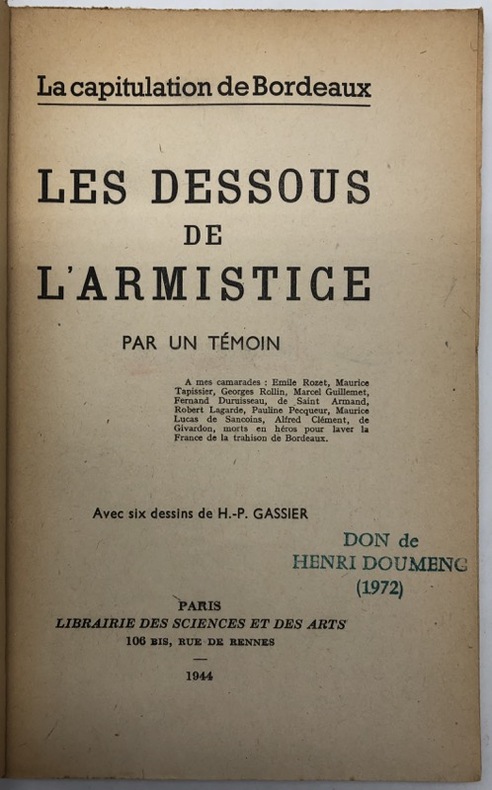 La capitulation de Bordeaux
LES DESSOUS
DE
L'ARMISTICE
PAR UN TÉMOIN
A mes camarades : Emile Rozet, Maurice
Tapissier, Georges Rollin, Marcel Guillemet,
Fernand Duruisseau, de Saint Armand,
Robert Lagarde, Pauline Pecqueur, Maurice
Lucas de Sancoins, Alfred Clément, de
Givardon, morts en héros pour laver la
France de la trahison de Bordeaux.
Avec six dessins de H.-P. GASSIER
DON de
HENRI DOUMENG
(1972)
PARIS
LIBRAIRIE DES SCIENCES ET DES ARTS
106 BIS, RUE DE RENNES
1944